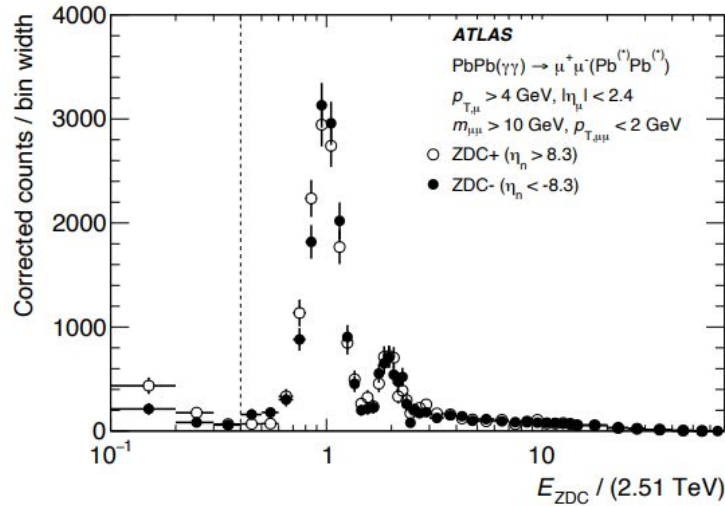 4000
3000
2000
1000
0
Corrected counts / bin width
ATLAS
PbPb(γγ) → μ⁺μ⁻(Pb⁽*⁾Pb⁽*⁾)
p_T,μ > 4 GeV, |η_μ| < 2.4
m_μμ > 10 GeV, p_T,μμ < 2 GeV
ZDC+ (η_n > 8.3)
ZDC- (η_n < -8.3)
10⁻¹ 1 10
E_ZDC / (2.51 TeV)